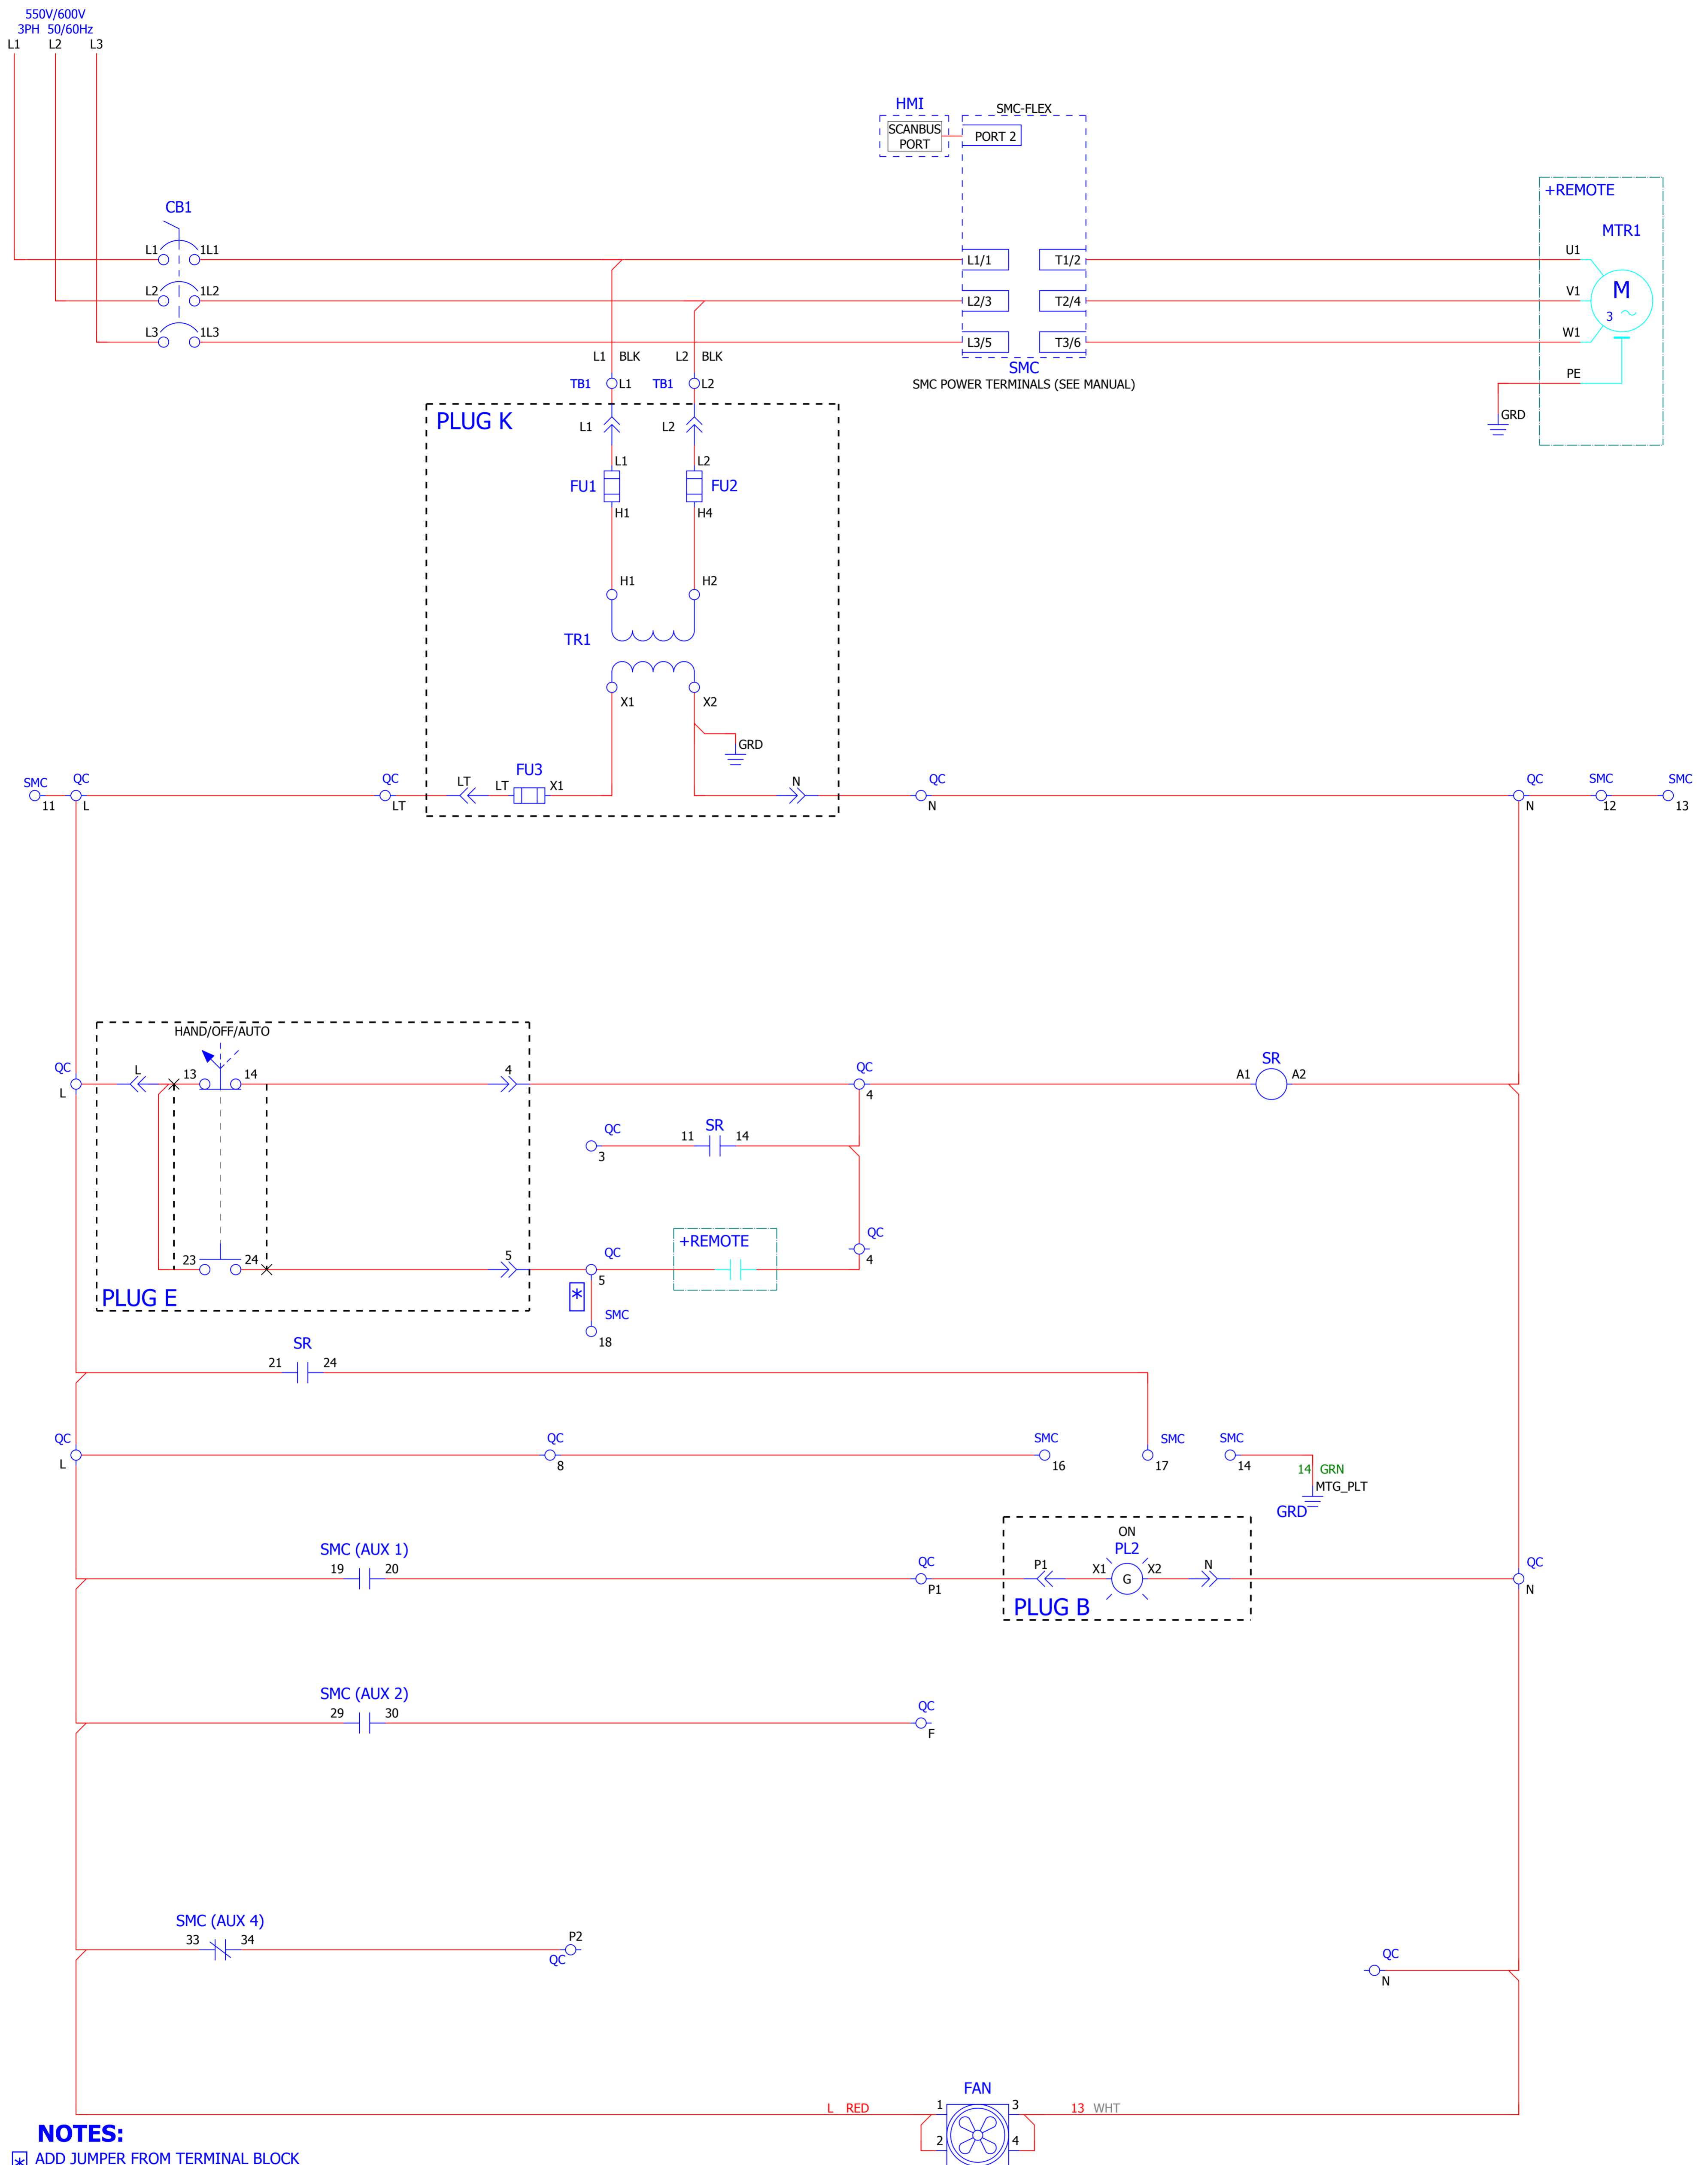 550V/600V
3PH 50/60Hz
L1 L2 L3
HMI
SMC-FLEX
SCANBUS
PORT
PORT 2
+REMOTE
CB1
MTR1
L1 1L1
L1/1 T1/2
U1
L2 1L2
L2/3 T2/4
V1
M
3
L3 1L3
L3/5 T3/6
W1
L1 BLK L2 BLK
SMC
PE
TB1 L1 TB1 L2
SMC POWER TERMINALS (SEE MANUAL)
GRD
PLUG K
L1 L2
L1 L2
FU1 FU2
H1 H4
H1 H2
TR1
X1 X2
GRD
FU3
SMC QC QC LT LT X1 N QC QC SMC SMC
11 L LT N N 12 13
HAND/OFF/AUTO
QC L 13 14 4 QC SR
A1 A2
L 4
QC SR
11 14
3
QC
+REMOTE
23 24 5 QC
4
5
PLUG E
*
SMC
18
SR
21 24
QC QC SMC SMC SMC
L 8 16 17 14
14 GRN
MTG_PLT
GRD
ON
SMC (AUX 1)
PL2
19 20 QC P1 X1 G X2 N QC
P1 N
PLUG B
SMC (AUX 2)
29 30 QC
F
SMC (AUX 4)
33 34 P2
QC
QC
N
FAN
L RED 1 3 13 WHT
NOTES:
2 4
* ADD JUMPER FROM TERMINAL BLOCK